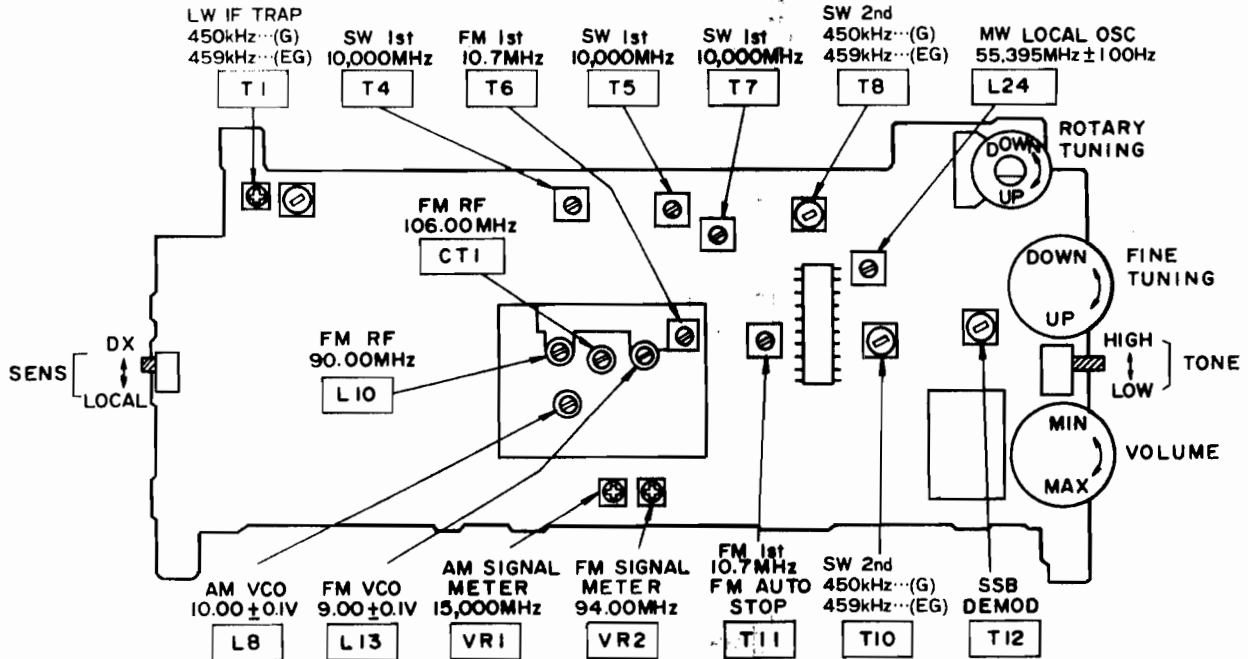 LW IF TRAP
450kHz···(G)
459kHz···(EG)
T1
SW 1st
10,000MHz
T4
FM 1st
10.7MHz
T6
SW 1st
10,000MHz
T5
SW 1st
10,000MHz
T7
SW 2nd
450kHz···(G)
459kHz···(EG)
T8
MW LOCAL OSC
55,395MHz±100Hz
L24
DOWN
UP
ROTARY
TUNING
FM RF
106.00MHz
CT1
DOWN
UP
FINE
TUNING
FM RF
90.00MHz
L10
SENS
DX
LOCAL
HIGH
LOW
TONE
MIN
MAX
VOLUME
AM VCO
10.00±0.1V
L8
FM VCO
9.00±0.1V
L13
AM SIGNAL
METER
15,000MHz
VR1
FM SIGNAL
METER
94.00MHz
VR2
FM 1st
10.7MHz
FM AUTO
STOP
T11
SW 2nd
450kHz···(G)
459kHz···(EG)
T10
SSB
DEMOD
T12